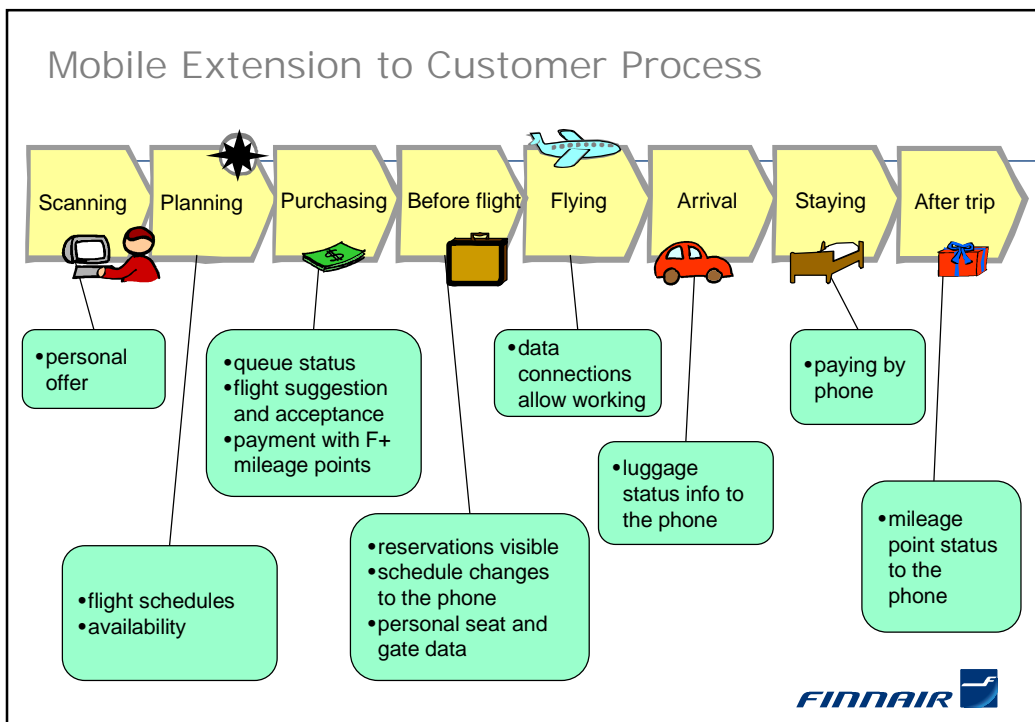 Mobile Extension to Customer Process
Scanning
Planning
Purchasing
Before flight
Flying
Arrival
Staying
After trip
$
•personal
offer
•queue status
•flight suggestion
and acceptance
•payment with F+
mileage points
•data
connections
allow working
•paying by
phone
•luggage
status info to
the phone
•mileage
point status
to the
phone
•reservations visible
•schedule changes
to the phone
•personal seat and
gate data
•flight schedules
•availability
FINNAIR